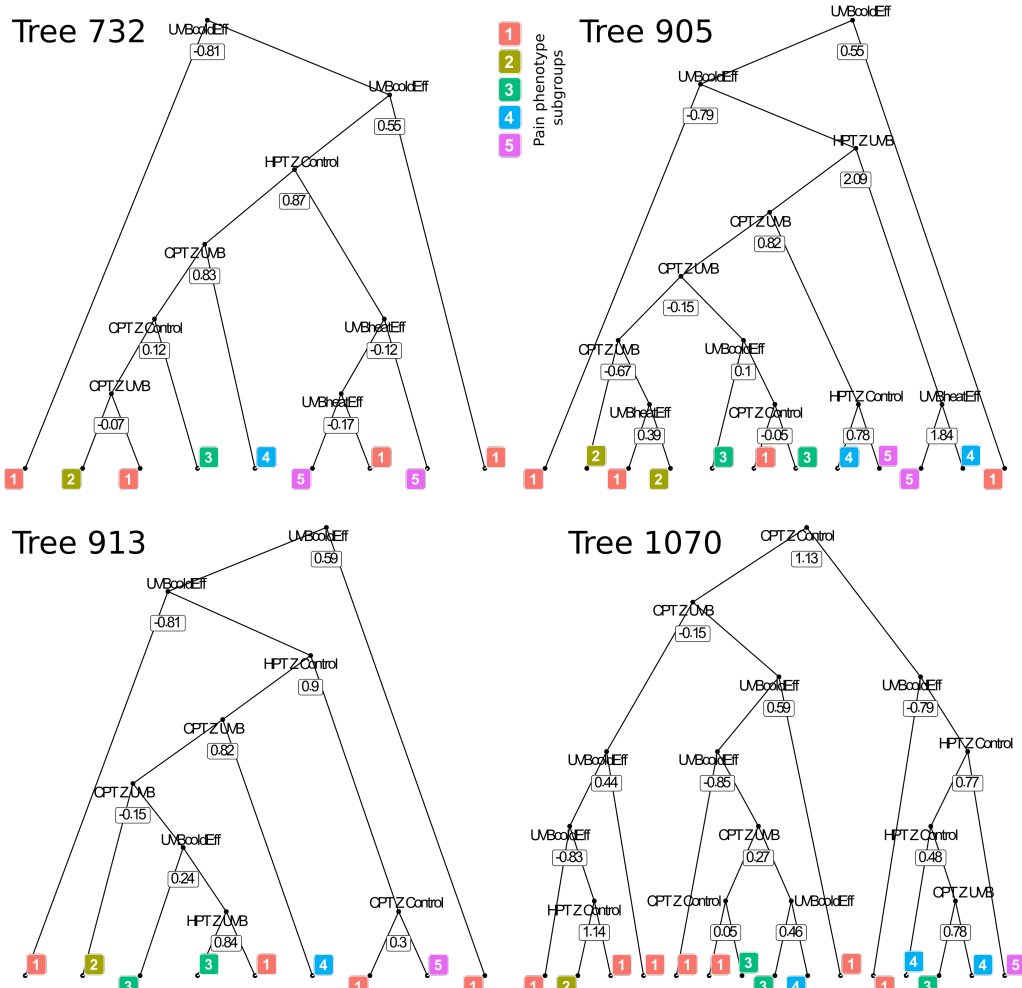 Tree 732
UVBcoldEff
-0.81
UVBcoldEff
0.55
HPT Z Control
0.87
CPT Z UVB
0.83
CPT Z Control
0.12
UVBheatEff
-0.12
CPT Z UVB
-0.07
UVBheatEff
-0.17
1
2
1
3
4
5
1
5
1
1
2
3
4
5
Pain phenotype
subgroups
Tree 905
UVBcoldEff
0.55
UVBcoldEff
-0.79
HPT Z UVB
2.09
CPT Z UVB
0.82
CPT Z UVB
-0.15
CPT Z UVB
-0.67
UVBcoldEff
0.1
UVBheatEff
0.39
CPT Z Control
-0.05
HPT Z Control
0.78
UVBheatEff
1.84
1
2
1
2
3
1
3
4
5
5
4
1
Tree 913
UVBcoldEff
0.59
UVBcoldEff
-0.81
HPT Z Control
0.9
CPT Z UVB
0.82
CPT Z UVB
-0.15
UVBcoldEff
0.24
HPT Z UVB
0.84
CPT Z Control
0.3
1
2
3
3
1
4
1
5
1
Tree 1070
CPT Z Control
1.13
CPT Z UVB
-0.15
UVBcoldEff
0.59
UVBcoldEff
-0.79
UVBcoldEff
0.44
UVBcoldEff
-0.85
HPT Z Control
0.77
UVBcoldEff
-0.83
CPT Z UVB
0.27
HPT Z Control
0.48
HPT Z Control
1.14
CPT Z Control
0.05
UVBcoldEff
0.46
CPT Z UVB
0.78
1
2
1
1
1
1
3
3
4
1
1
4
3
4
5